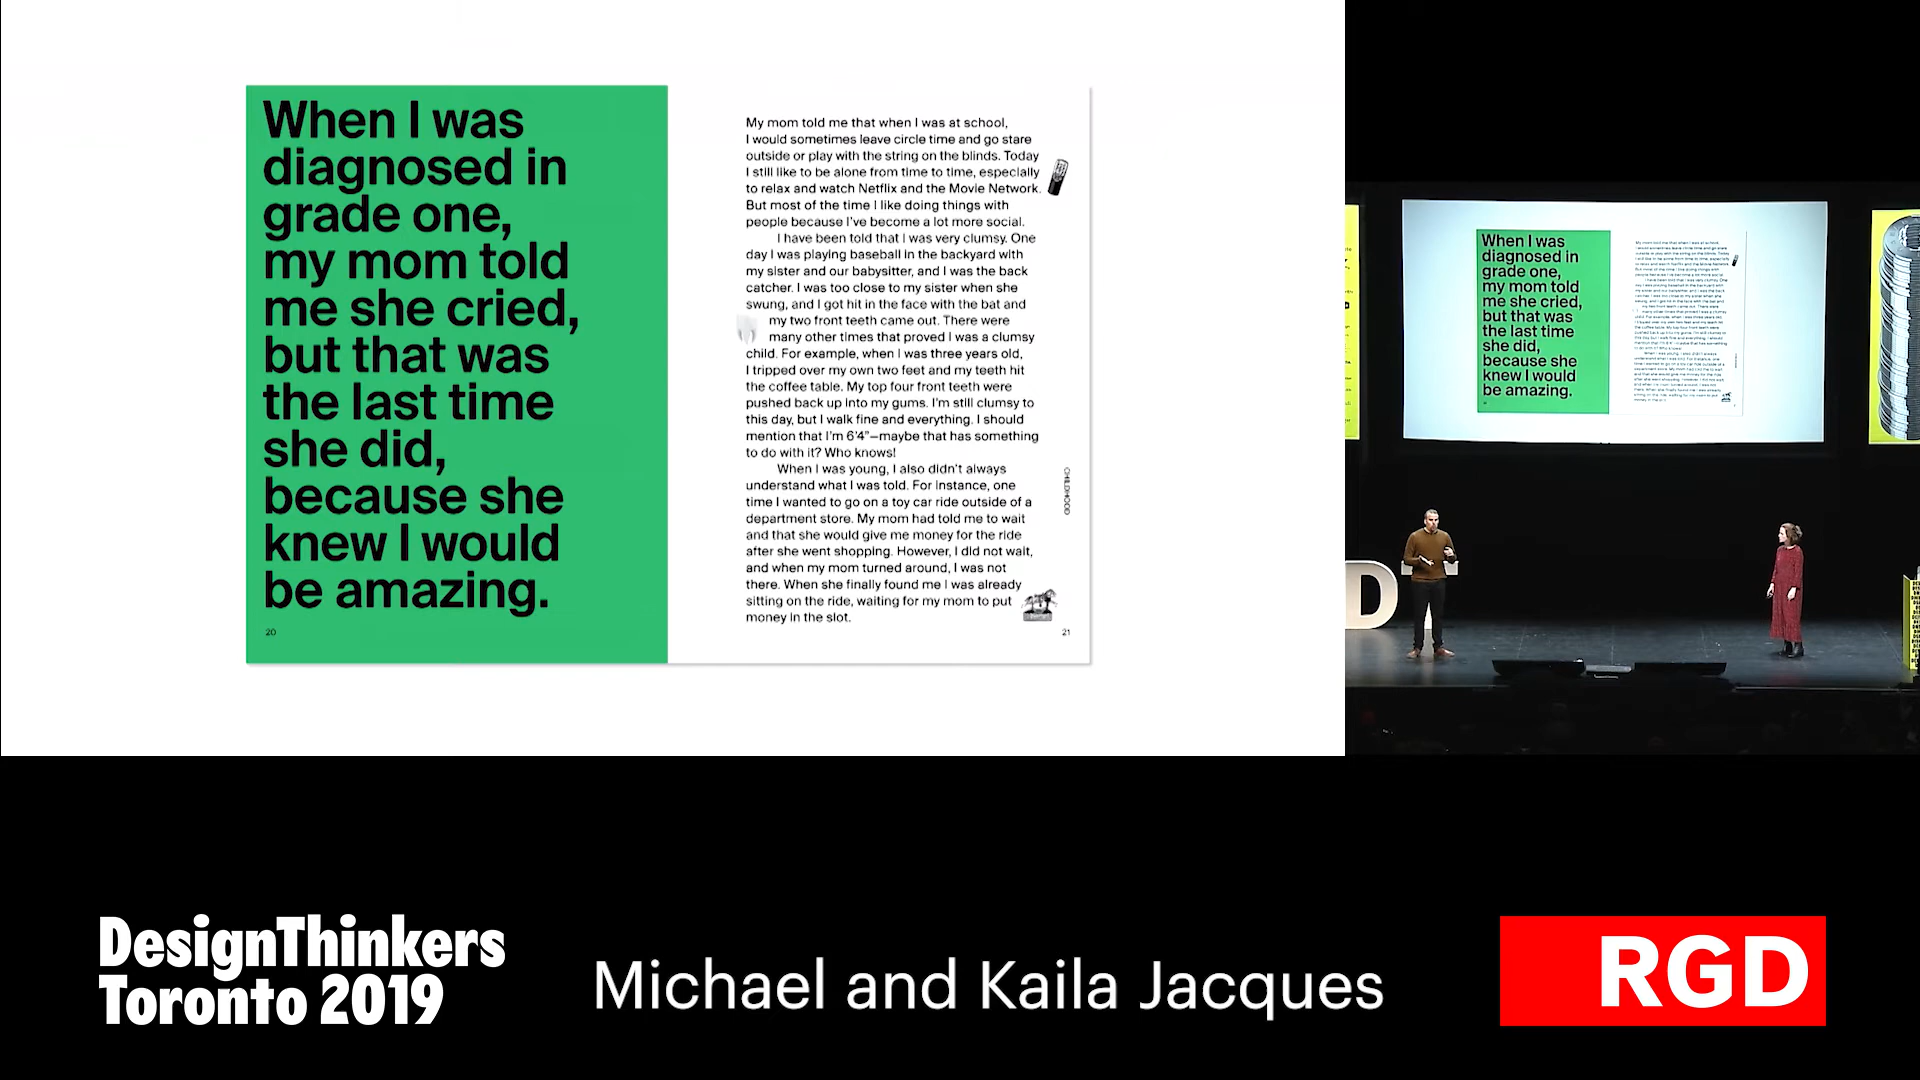 When I was
diagnosed in
grade one,
my mom told
me she cried,
but that was
the last time
she did,
because she
knew I would
be amazing.
20
My mom told me that when I was at school,
I would sometimes leave circle time and go stare
outside or play with the string on the blinds. Today
I still like to be alone from time to time, especially
to relax and watch Netflix and the Movie Network.
But most of the time I like doing things with
people because I've become a lot more social.
I have been told that I was very clumsy. One
day I was playing baseball in the backyard with
my sister and our babysitter, and I was the back
catcher. I was too close to my sister when she
swung, and I got hit in the face with the bat and
my two front teeth came out. There were
many other times that proved I was a clumsy
child. For example, when I was three years old,
I tripped over my own two feet and my teeth hit
the coffee table. My top four front teeth were
pushed back up into my gums. I'm still clumsy to
this day, but I walk fine and everything. I should
mention that I'm 6'4"—maybe that has something
to do with it? Who knows!
When I was young, I also didn't always
understand what I was told. For instance, one
time I wanted to go on a toy car ride outside of a
department store. My mom had told me to wait
and that she would give me money for the ride
after she went shopping. However, I did not wait,
and when my mom turned around, I was not
there. When she finally found me I was already
sitting on the ride, waiting for my mom to put
money in the slot.
CHILDHOOD
21
When I was
diagnosed in
grade one,
my mom told
me she cried,
but that was
the last time
she did,
because she
knew I would
be amazing.
D T
DesignThinkers
Toronto 2019
Michael and Kaila Jacques
RGD